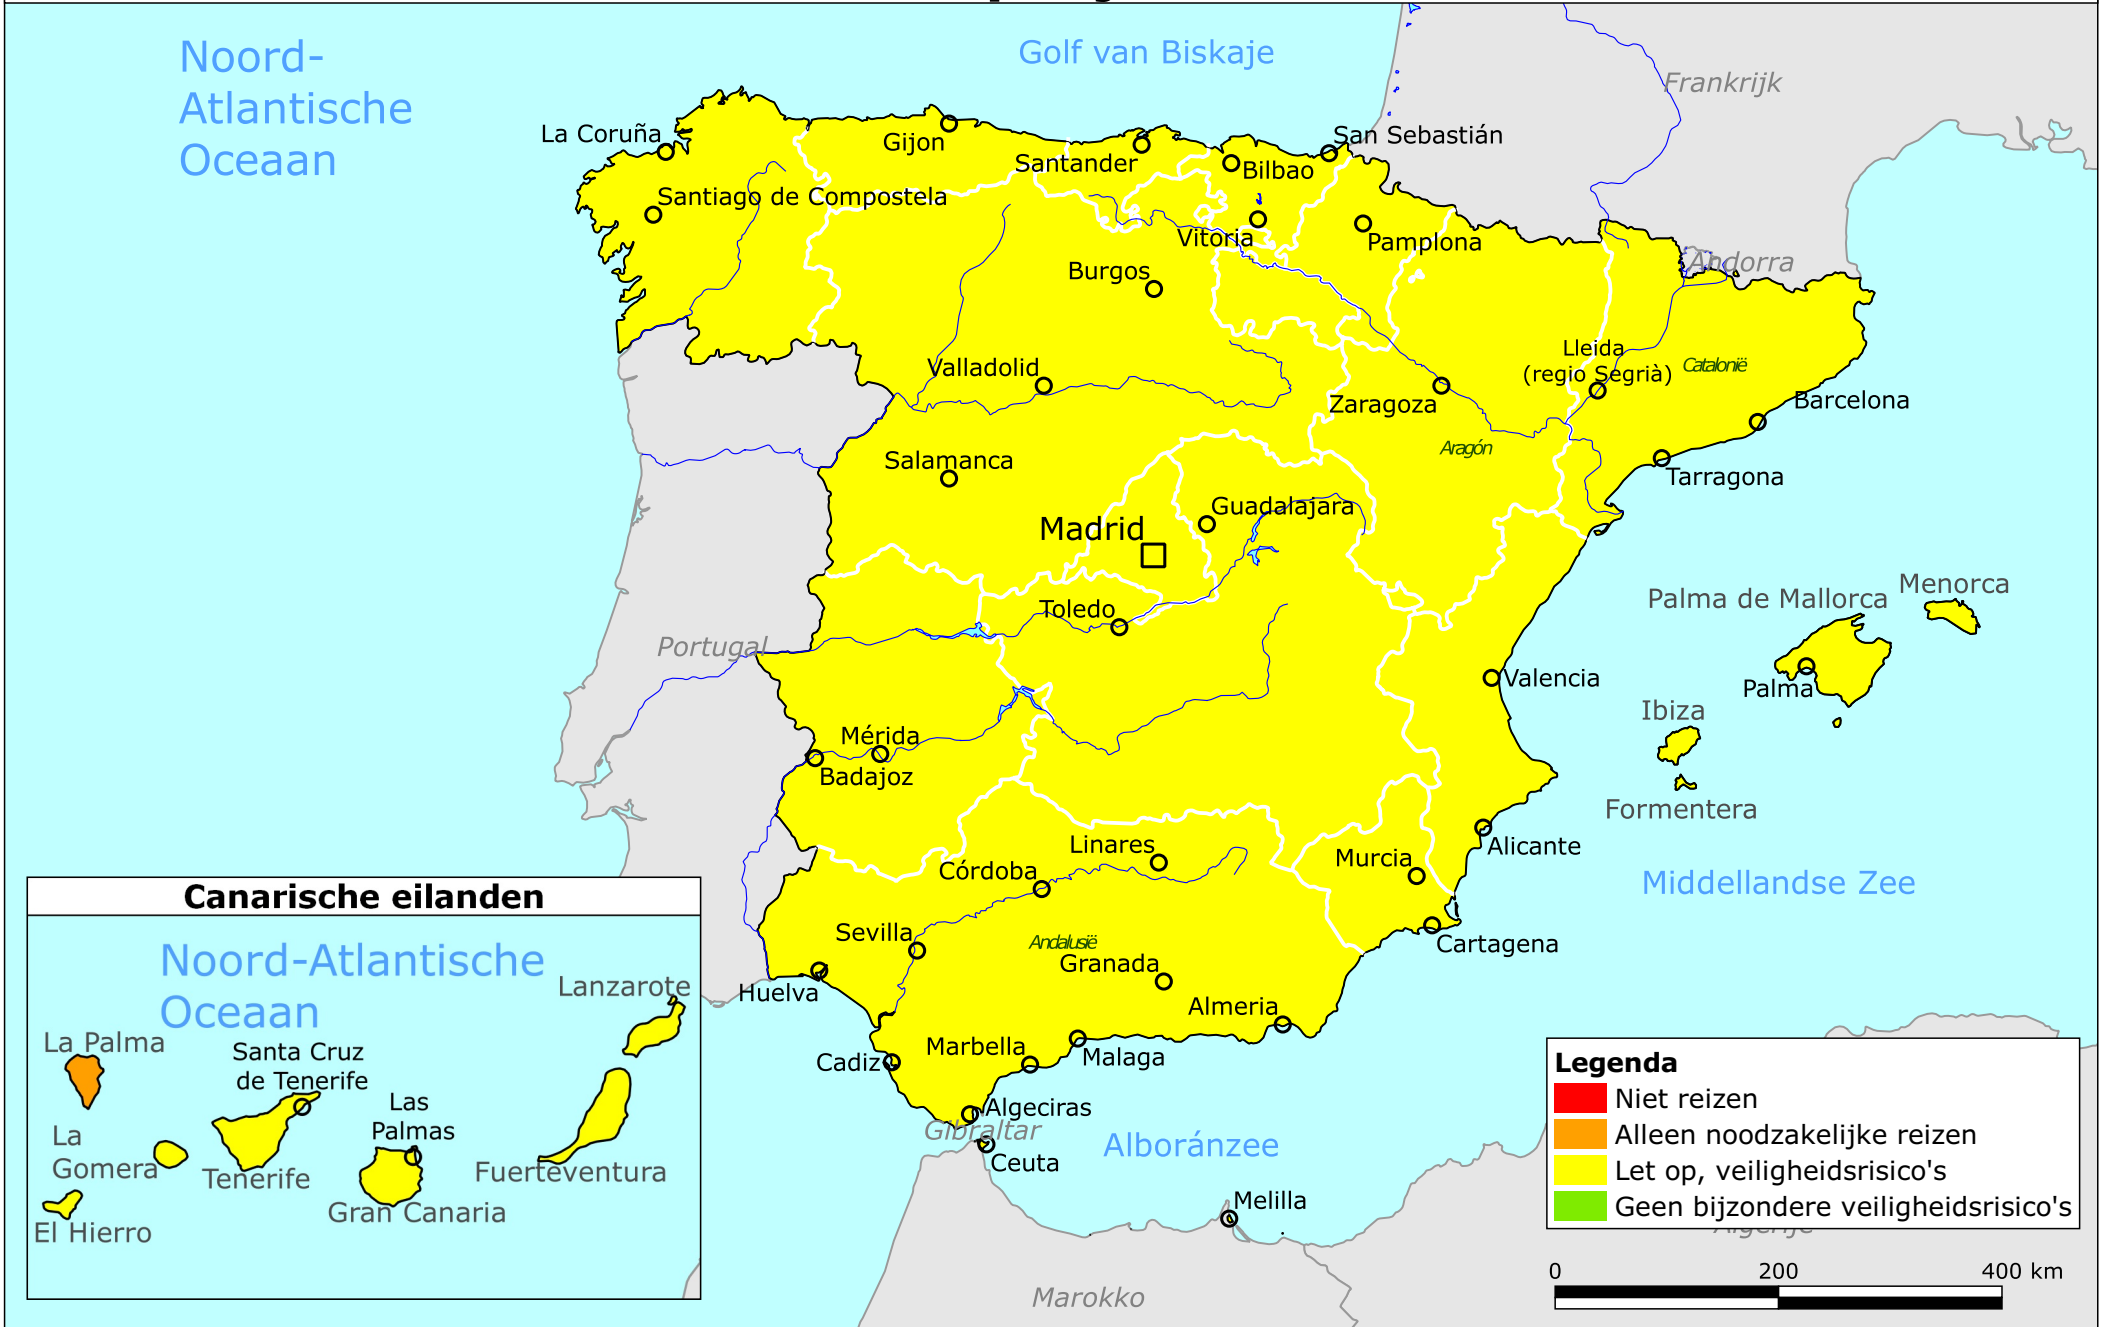 Noord-
Atlantische
Oceaan
Golf van Biskaje
Frankrijk
La Coruña
Gijon
Santander
San Sebastián
Bilbao
Santiago de Compostela
Vitoria
Pamplona
Andorra
Burgos
Lleida
(regio Segrià)
Catalonië
Valladolid
Zaragoza
Barcelona
Aragón
Salamanca
Tarragona
Guadalajara
Madrid
Menorca
Palma de Mallorca
Toledo
Portugal
Valencia
Palma
Ibiza
Mérida
Badajoz
Formentera
Linares
Alicante
Murcia
Córdoba
Middellandse Zee
Sevilla
Andalusië
Cartagena
Granada
Huelva
Almeria
Marbella
Malaga
Cadiz
Algeciras
Gibraltar
Alboránzee
Ceuta
Melilla
Marokko
Algerije
Canarische eilanden
Noord-Atlantische
Oceaan
Lanzarote
La Palma
Santa Cruz
de Tenerife
Las
Palmas
La
Gomera
Tenerife
Fuerteventura
Gran Canaria
El Hierro
Legenda
Niet reizen
Alleen noodzakelijke reizen
Let op, veiligheidsrisico's
Geen bijzondere veiligheidsrisico's
0 200 400 km